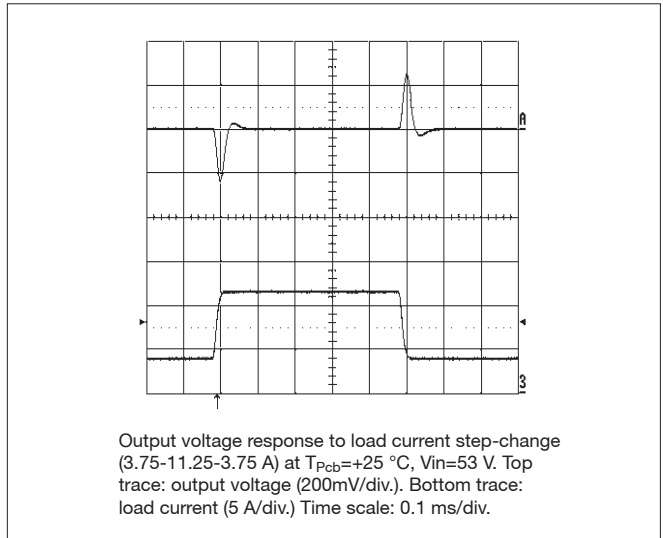 A
3
Output voltage response to load current step-change
(3.75-11.25-3.75 A) at TPcb=+25 °C, Vin=53 V. Top
trace: output voltage (200mV/div.). Bottom trace:
load current (5 A/div.) Time scale: 0.1 ms/div.